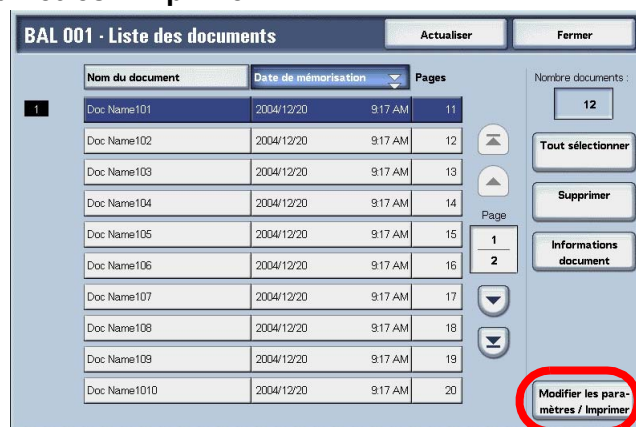 BAL 001 - Liste des documents
Actualiser
Fermer
Nom du document
Date de mémorisation
Pages
Nombre documents :
12
1
Doc Name101 2004/12/20 9:17 AM 11
Doc Name102 2004/12/20 9:17 AM 12
Doc Name103 2004/12/20 9:17 AM 13
Doc Name104 2004/12/20 9:17 AM 14
Doc Name105 2004/12/20 9:17 AM 15
Doc Name106 2004/12/20 9:17 AM 16
Doc Name107 2004/12/20 9:17 AM 17
Doc Name108 2004/12/20 9:17 AM 18
Doc Name109 2004/12/20 9:17 AM 19
Doc Name1010 2004/12/20 9:17 AM 20
Page
1
2
Tout sélectionner
Supprimer
Informations
document
Modifier les para-
mètres / Imprimer